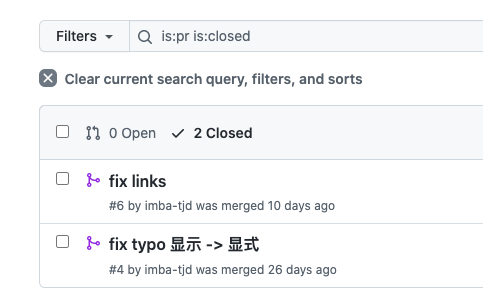 Filters
is:pr is:closed
Clear current search query, filters, and sorts
0 Open 2 Closed
fix links
#6 by imba-tjd was merged 10 days ago
fix typo 显示 -> 显式
#4 by imba-tjd was merged 26 days ago